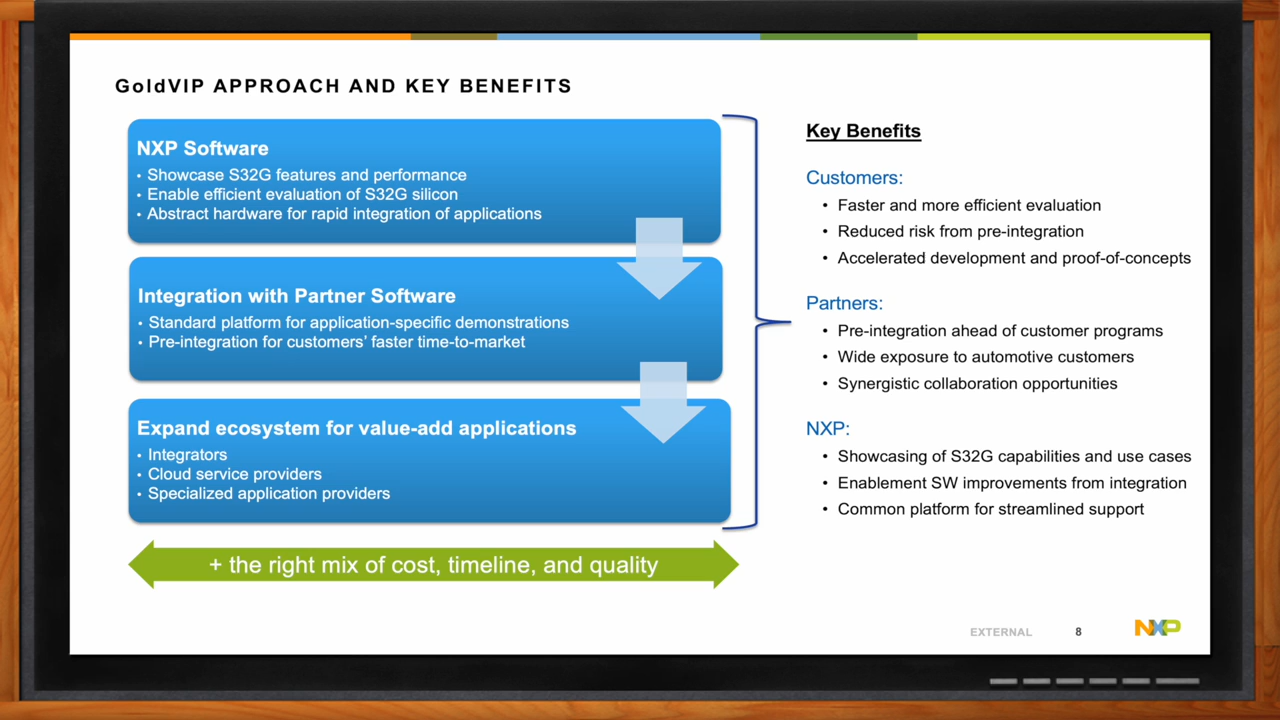 GoldVIP APPROACH AND KEY BENEFITS
NXP Software
• Showcase S32G features and performance
• Enable efficient evaluation of S32G silicon
• Abstract hardware for rapid integration of applications
Integration with Partner Software
• Standard platform for application-specific demonstrations
• Pre-integration for customers' faster time-to-market
Expand ecosystem for value-add applications
• Integrators
• Cloud service providers
• Specialized application providers
+ the right mix of cost, timeline, and quality
Key Benefits
Customers:
• Faster and more efficient evaluation
• Reduced risk from pre-integration
• Accelerated development and proof-of-concepts
Partners:
• Pre-integration ahead of customer programs
• Wide exposure to automotive customers
• Synergistic collaboration opportunities
NXP:
• Showcasing of S32G capabilities and use cases
• Enablement SW improvements from integration
• Common platform for streamlined support
EXTERNAL
8
NXP